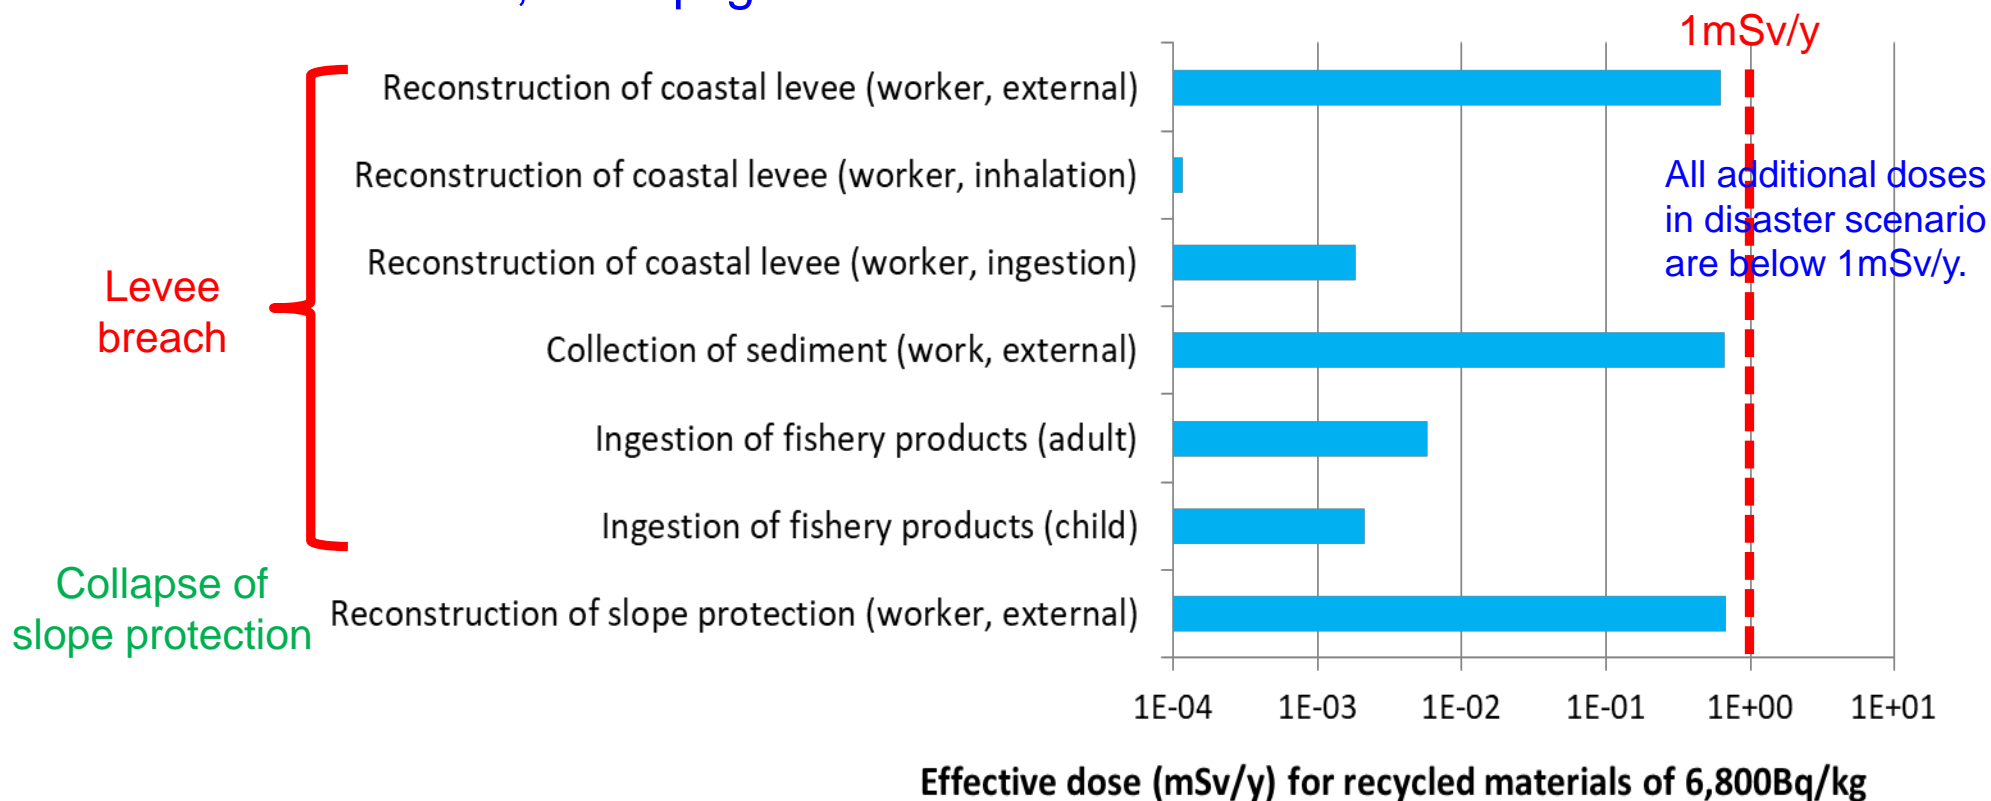 1mSv/y
Reconstruction of coastal levee (worker, external)
Reconstruction of coastal levee (worker, inhalation)
All additional doses
in disaster scenario
are below 1mSv/y.
Reconstruction of coastal levee (worker, ingestion)
Levee
breach
Collection of sediment (work, external)
Ingestion of fishery products (adult)
Ingestion of fishery products (child)
Collapse of
slope protection
Reconstruction of slope protection (worker, external)
1E-04 1E-03 1E-02 1E-01 1E+00 1E+01
Effective dose (mSv/y) for recycled materials of 6,800Bq/kg